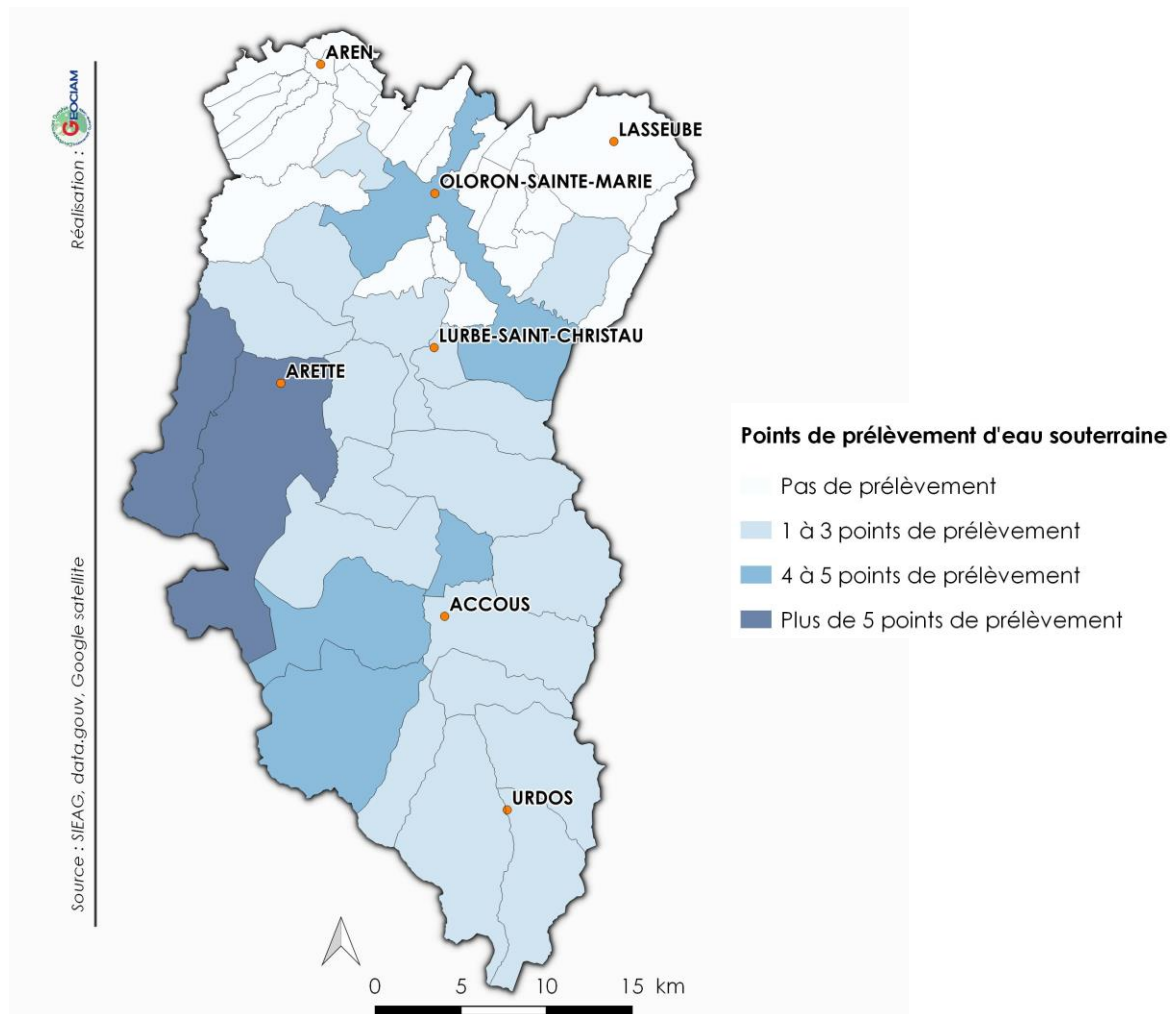 AREN
LASSEUBE
OLORON-SAINTE-MARIE
LURBE-SAINT-CHRISTAU
ARETTE
ACCOUS
URDOS
Réalisation :
GEOCIAM
Source : SIEAG, data.gouv, Google satellite
Points de prélèvement d'eau souterraine
Pas de prélèvement
1 à 3 points de prélèvement
4 à 5 points de prélèvement
Plus de 5 points de prélèvement
0 5 10 15 km